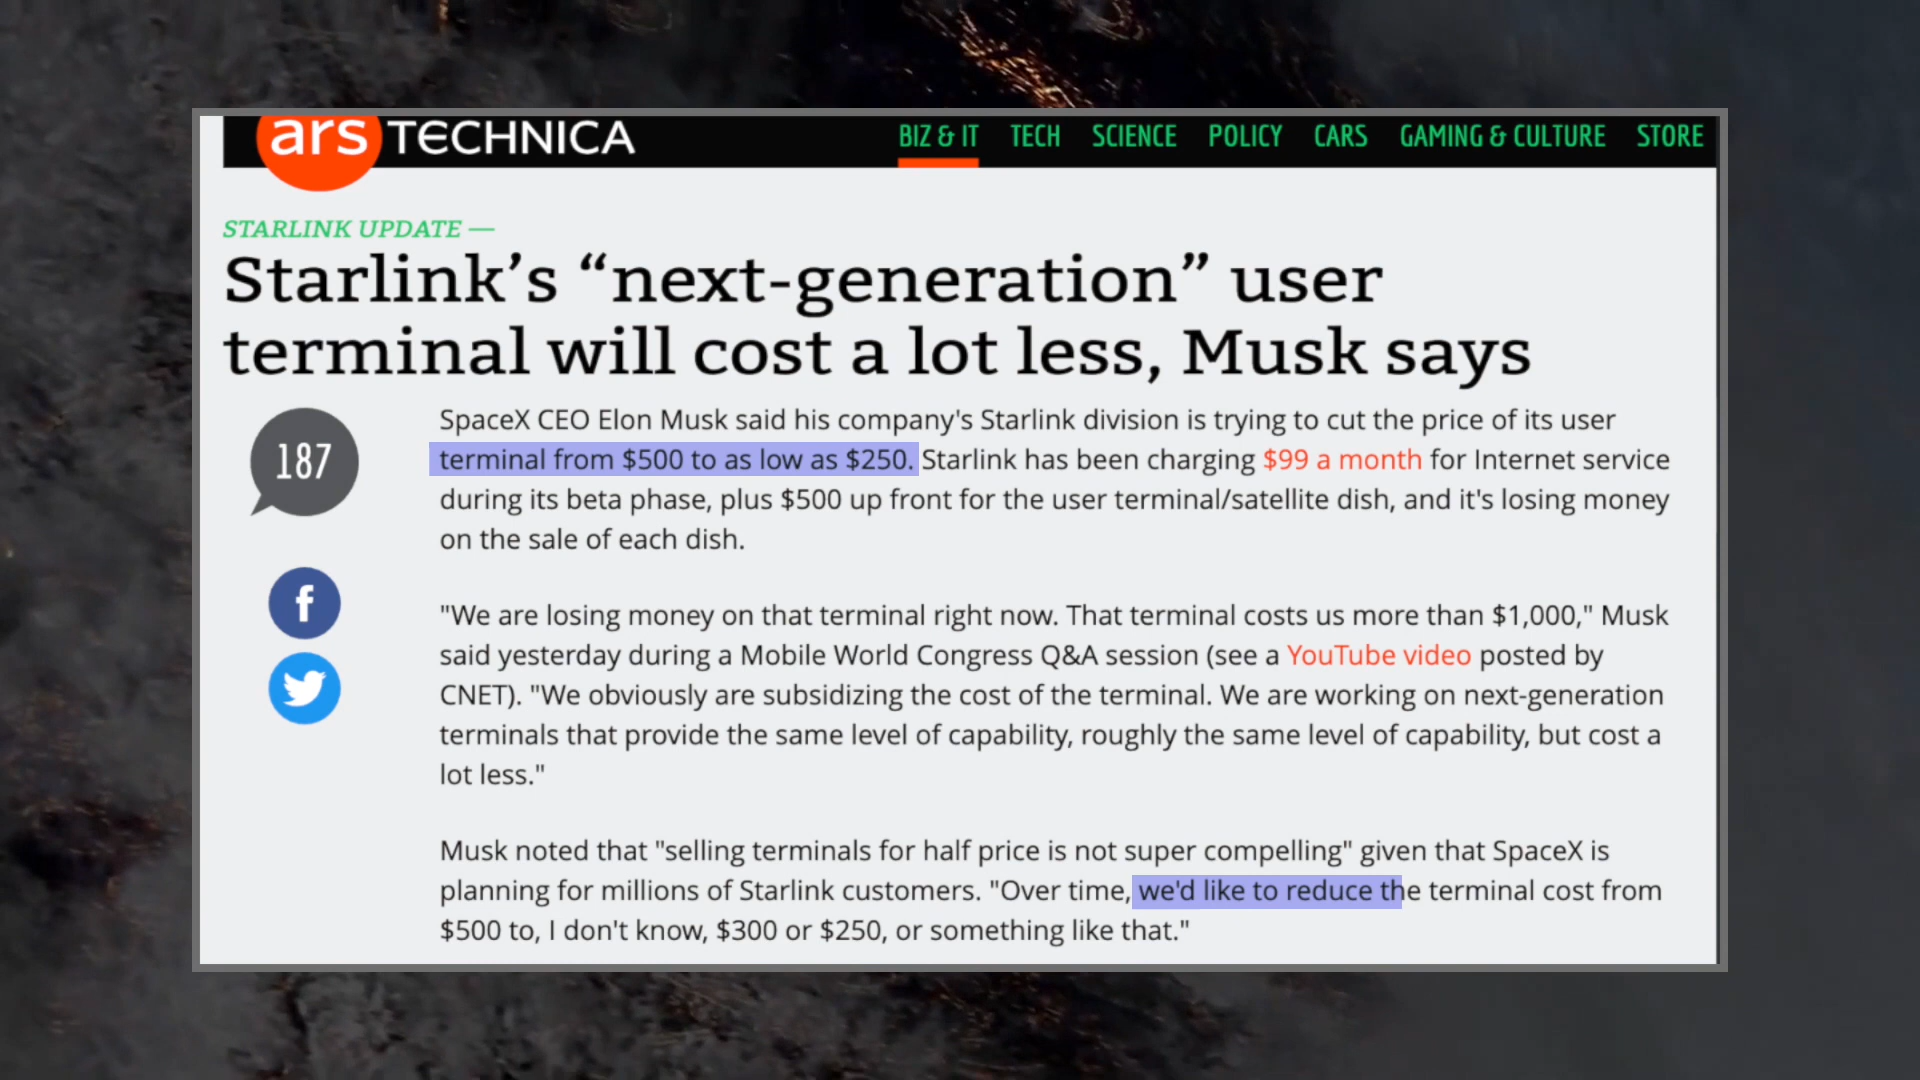 ars TECHNICA
BIZ & IT TECH SCIENCE POLICY CARS GAMING & CULTURE STORE
STARLINK UPDATE —
Starlink’s “next-generation” user
terminal will cost a lot less, Musk says
187
SpaceX CEO Elon Musk said his company's Starlink division is trying to cut the price of its user
terminal from $500 to as low as $250. Starlink has been charging $99 a month for Internet service
during its beta phase, plus $500 up front for the user terminal/satellite dish, and it's losing money
on the sale of each dish.
"We are losing money on that terminal right now. That terminal costs us more than $1,000," Musk
said yesterday during a Mobile World Congress Q&A session (see a YouTube video posted by
CNET). "We obviously are subsidizing the cost of the terminal. We are working on next-generation
terminals that provide the same level of capability, roughly the same level of capability, but cost a
lot less."
Musk noted that "selling terminals for half price is not super compelling" given that SpaceX is
planning for millions of Starlink customers. "Over time, we'd like to reduce the terminal cost from
$500 to, I don't know, $300 or $250, or something like that."